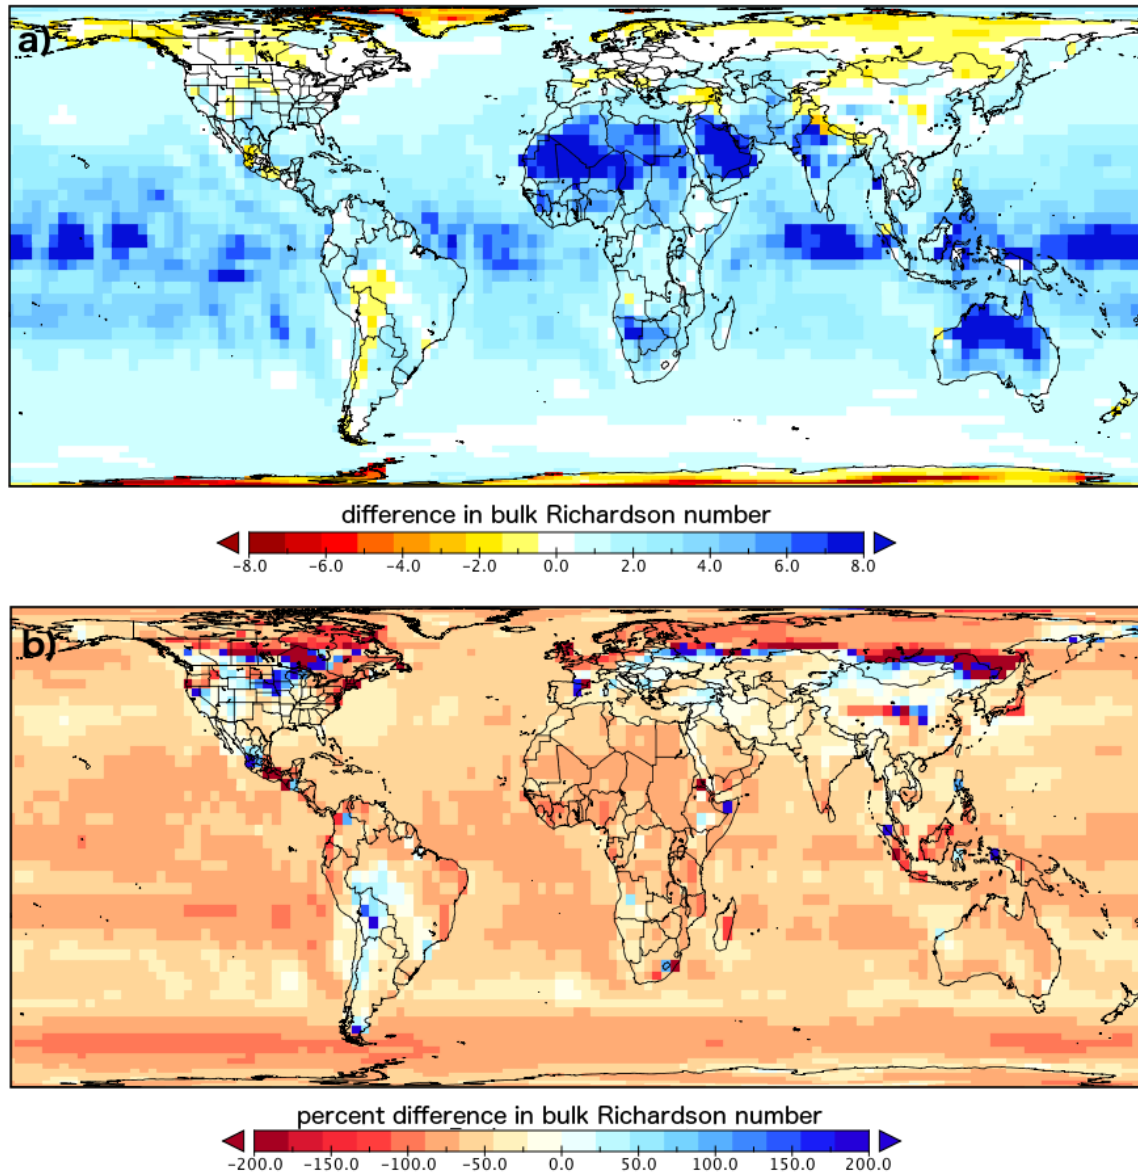 a)
difference in bulk Richardson number
-8.0 -6.0 -4.0 -2.0 0.0 2.0 4.0 6.0 8.0
b)
percent difference in bulk Richardson number
-200.0 -150.0 -100.0 -50.0 0.0 50.0 100.0 150.0 200.0